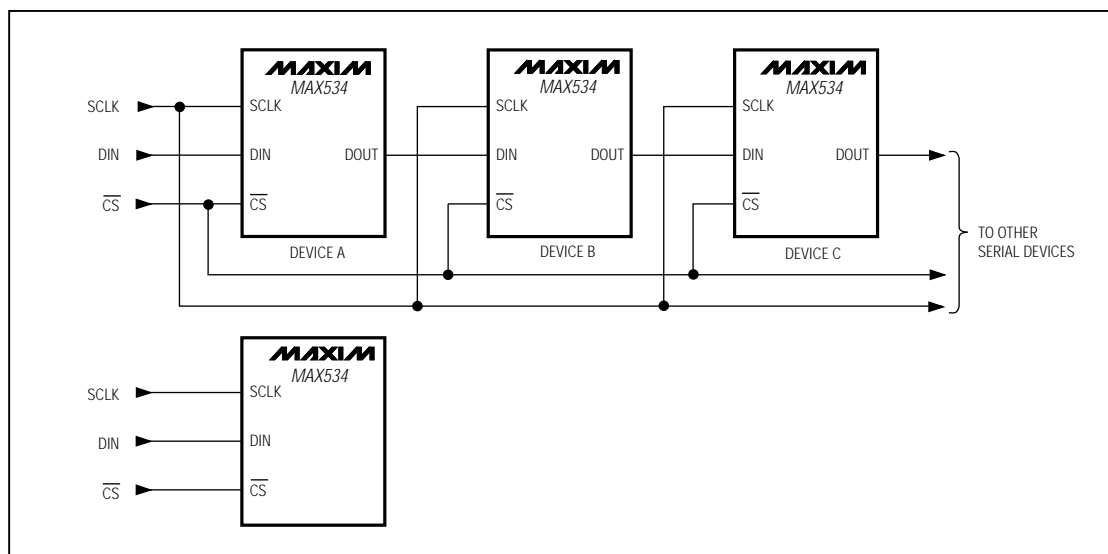 MAXIM
MAX534
SCLK
SCLK
DIN
DIN
DOUT
CS
CS
DEVICE A
MAXIM
MAX534
SCLK
DIN
DOUT
CS
DEVICE B
MAXIM
MAX534
SCLK
DIN
DOUT
CS
DEVICE C
TO OTHER
SERIAL DEVICES
MAXIM
MAX534
SCLK
SCLK
DIN
DIN
CS
CS